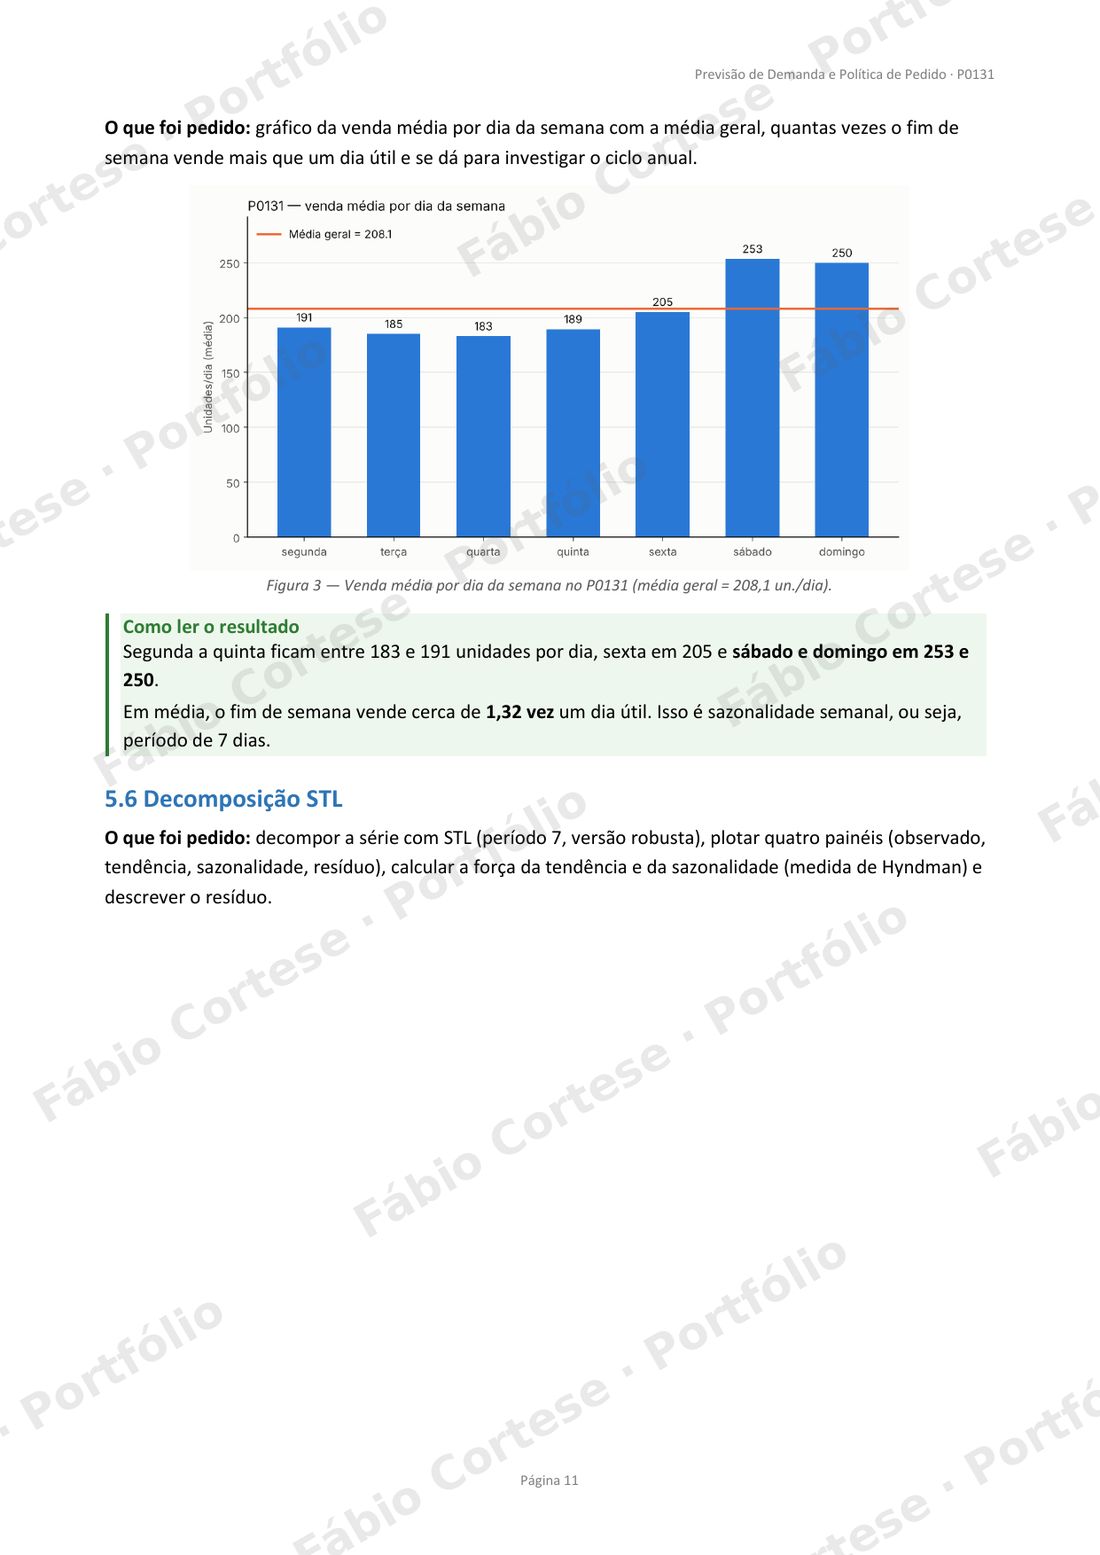 Previsão de Demanda e Política de Pedido · P0131
O que foi pedido: gráfico da venda média por dia da semana com a média geral, quantas vezes o fim de
semana vende mais que um dia útil e se dá para investigar o ciclo anual.
P0131 — venda média por dia da semana
Média geral = 208.1
Unidades/dia (média)
250
200
150
100
50
0
191
185
183
189
205
253
250
segunda
terça
quarta
quinta
sexta
sábado
domingo
Figura 3 — Venda média por dia da semana no P0131 (média geral = 208,1 un./dia).
Como ler o resultado
Segunda a quinta ficam entre 183 e 191 unidades por dia, sexta em 205 e sábado e domingo em 253 e
250.
Em média, o fim de semana vende cerca de 1,32 vez um dia útil. Isso é sazonalidade semanal, ou seja,
período de 7 dias.
5.6 Decomposição STL
O que foi pedido: decompor a série com STL (período 7, versão robusta), plotar quatro painéis (observado,
tendência, sazonalidade, resíduo), calcular a força da tendência e da sazonalidade (medida de Hyndman) e
descrever o resíduo.
Fábio Cortese · Portfólio
Página 11